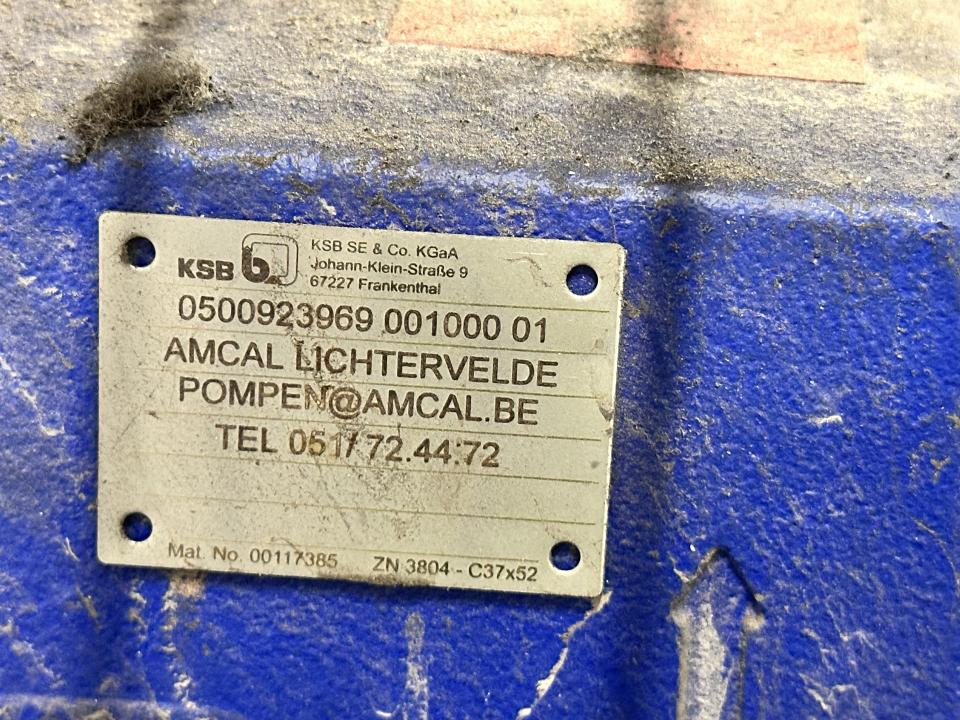 KSB
KSB SE & Co. KGaA
Johann-Klein-Straße 9
67227 Frankenthal
0500923969 001000 01
AMCAL LICHTERVELDE
POMPEN@AMCAL.BE
TEL 051/72.44.72
Mat. No. 00117385 ZN 3804 - C37x52